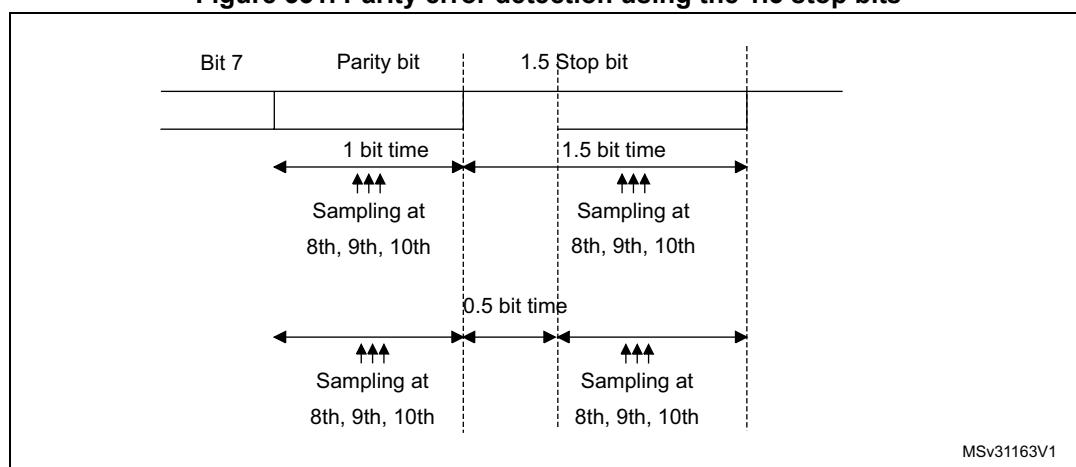 Figure 351. Parity error detection using the 1.5 stop bits
Bit 7 Parity bit 1.5 Stop bit
1 bit time 1.5 bit time
Sampling at Sampling at
8th, 9th, 10th 8th, 9th, 10th
0.5 bit time
Sampling at Sampling at
8th, 9th, 10th 8th, 9th, 10th
MSv31163V1